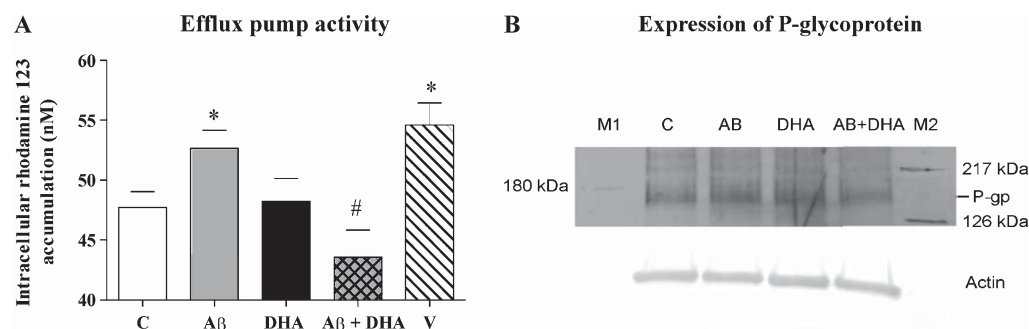 A
Efflux pump activity
Intracellular rhodamine 123
accumulation (nM)
60
55
50
45
40
*
#
*
C
Aβ
DHA
Aβ + DHA
V
B
Expression of P-glycoprotein
M1
C
AB
DHA
AB+DHA
M2
180 kDa
217 kDa
P-gp
126 kDa
Actin